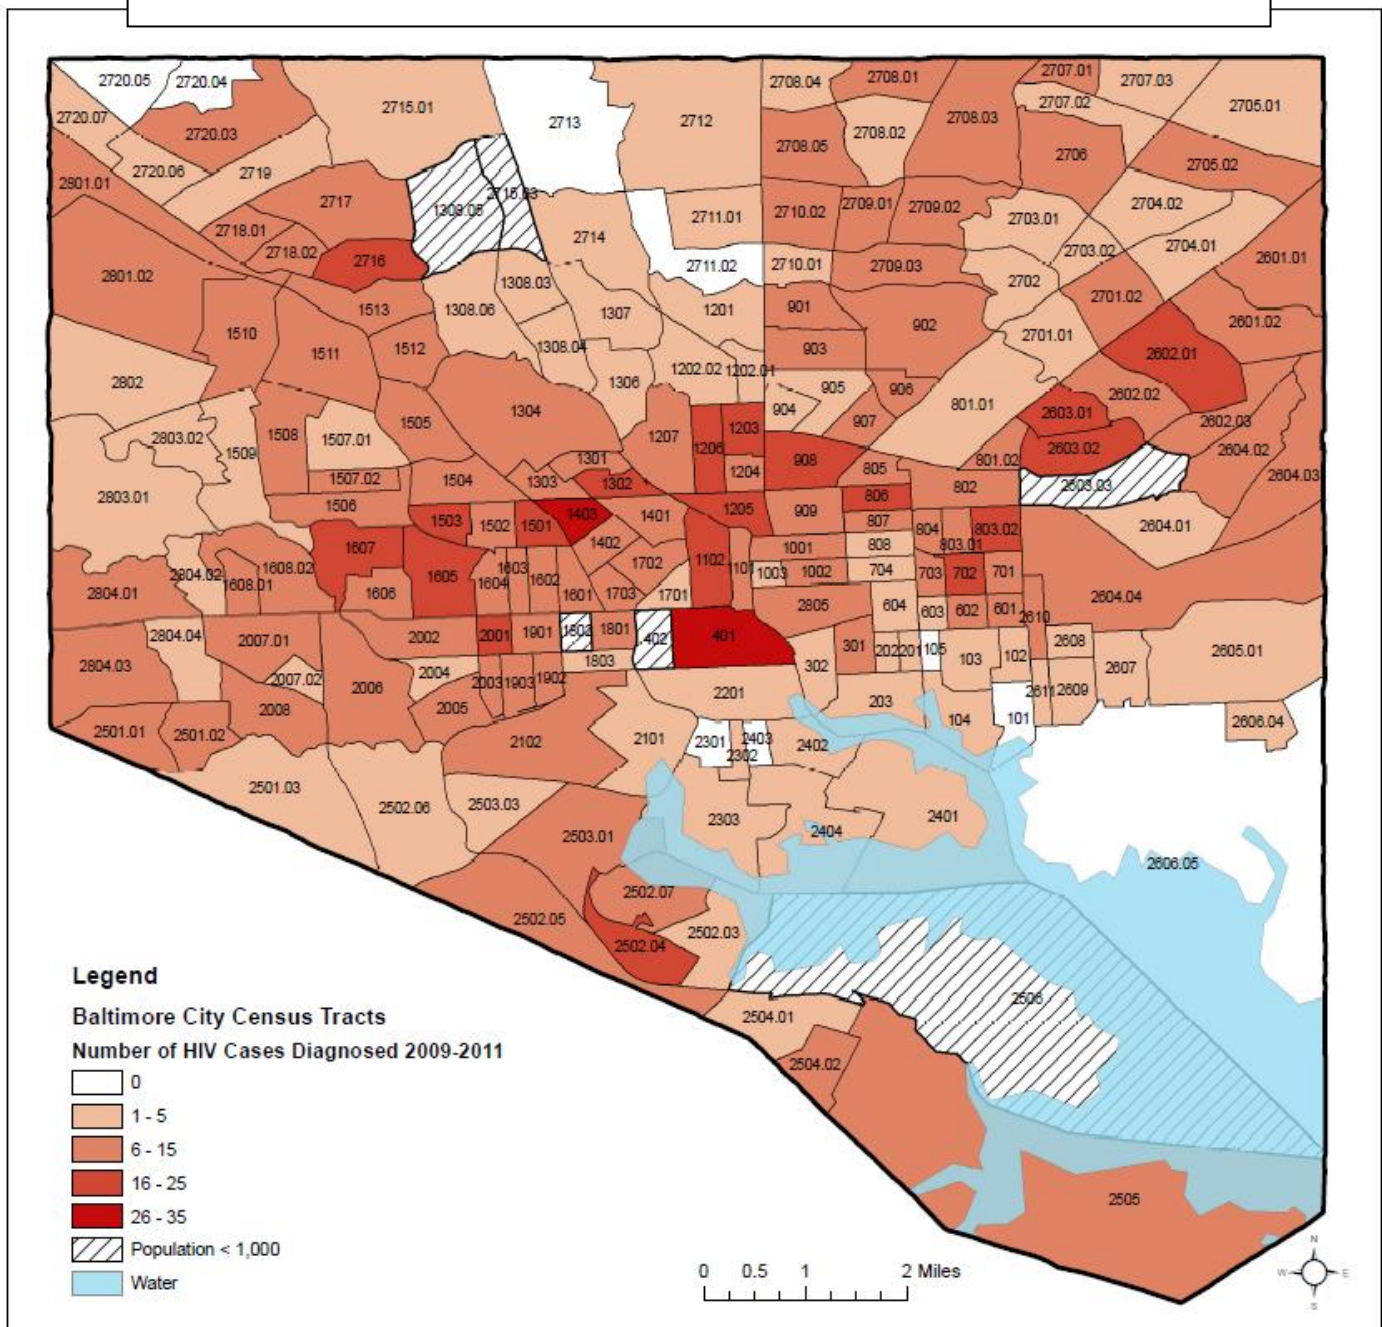 2720.05 2720.04 2715.01 2713 2712 2708.04 2708.01 2707.01 2707.03 2705.01
2720.07 2720.03 2708.05 2708.02 2708.03 2707.02 2706 2705.02
2801.01 2720.06 2719 2717 1309.05 2715.03 2711.01 2710.02 2709.01 2709.02 2703.01 2704.02
2718.01 2718.02 2716 2714 2711.02 2710.01 2709.03 2703.02 2704.01 2601.01
2801.02 1513 1308.06 1308.03 1307 1201 901 902 2702 2701.02 2601.02
1510 1511 1512 1308.04 903 2701.01 2602.01
2802 1306 1202.02 1202.01 905 906 2602.02
1505 1304 904 907 801.01 2603.01 2602.03
2803.02 1509 1508 1507.01 1207 1206 1203 908 2603.02 2604.02
2803.01 1507.02 1504 1301 1303 1302 1204 805 801.02 802 2603.03 2604.03
1506 1503 1502 1501 1403 1401 1205 909 806 807 804 803.02 2604.01
1607 1402 1102 1001 808 803.01
2804.02 1608.01 1608.02 1605 1604 1603 1602 1702 1101 1003 1002 704 703 702 701
2804.01 1606 1601 1703 1701 2805 604 603 602 601 2610 2604.04
2804.04 2007.01 2002 2001 1901 1802 1801 402 401 301 202 201 105 103 102 2608 2605.01
2804.03 2007.02 2004 2003 1903 1902 1803 302 2607
2008 2006 2005 2201 203 2611 2609
2501.01 2501.02 2102 2101 2301 2302 2403 2402 104 101 2606.04
2501.03 2502.06 2503.03 2303 2404 2401
2503.01 2606.05
2502.05 2502.07 2502.04 2502.03
2506
2504.01
2504.02
2505
Legend
Baltimore City Census Tracts
Number of HIV Cases Diagnosed 2009-2011
0
1 - 5
6 - 15
16 - 25
26 - 35
Population < 1,000
Water
0 0.5 1 2 Miles
N
W E
S